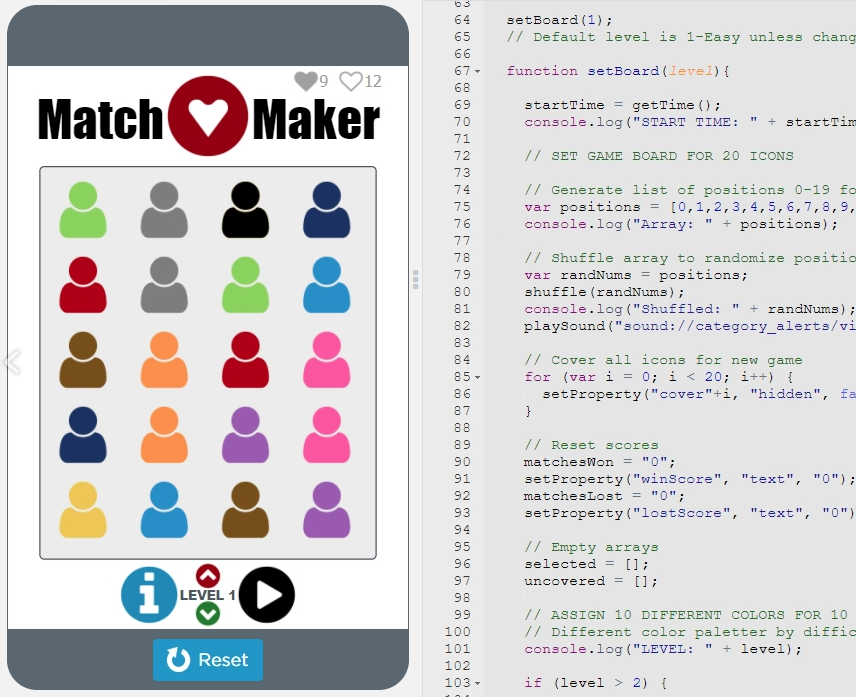 9 12
Match Maker
LEVEL 1
Reset
63
64 setBoard(1);
65 // Default level is 1-Easy unless chang
66
67 function setBoard(level){
68
69 startTime = getTime();
70 console.log("START TIME: " + startTim
71
72 // SET GAME BOARD FOR 20 ICONS
73
74 // Generate list of positions 0-19 fo
75 var positions = [0,1,2,3,4,5,6,7,8,9,
76 console.log("Array: " + positions);
77
78 // Shuffle array to randomize positio
79 var randNums = positions;
80 shuffle(randNums);
81 console.log("Shuffled: " + randNums);
82 playSound("sound://category_alerts/vi
83
84 // Cover all icons for new game
85 for (var i = 0; i < 20; i++) {
86 setProperty("cover"+i, "hidden", fa
87 }
88
89 // Reset scores
90 matchesWon = "0";
91 setProperty("winScore", "text", "0");
92 matchesLost = "0";
93 setProperty("lostScore", "text", "0")
94
95 // Empty arrays
96 selected = [];
97 uncovered = [];
98
99 // ASSIGN 10 DIFFERENT COLORS FOR 10
100 // Different color paletter by diffic
101 console.log("LEVEL: " + level);
102
103 if (level > 2) {